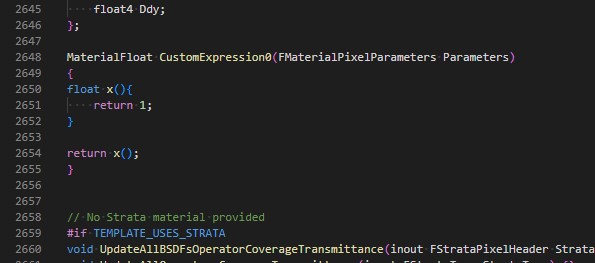 2645 float4 Ddy;
2646 };
2647
2648 MaterialFloat CustomExpression0(FMaterialPixelParameters Parameters)
2649 {
2650 float x(){
2651 return 1;
2652 }
2653
2654 return x();
2655 }
2656
2657
2658 // No Strata material provided
2659 #if TEMPLATE_USES_STRATA
2660 void UpdateAllBSDFsOperatorCoverageTransmittance(inout FStrataPixelHeader Strata